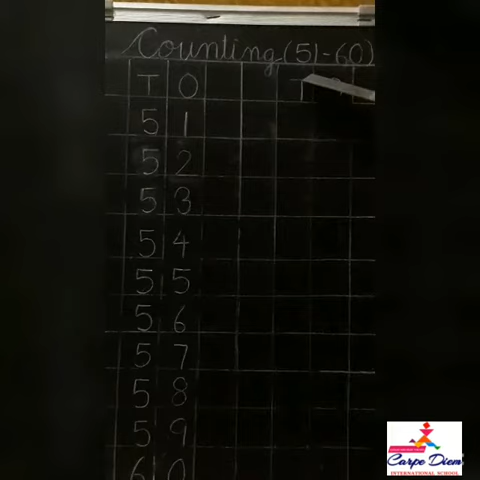 Counting (51-60)
T O T
5 1
5 2
5 3
5 4
5 5
5 6
5 7
5 8
5 9
6 0
Carpe Diem
INTERNATIONAL SCHOOL